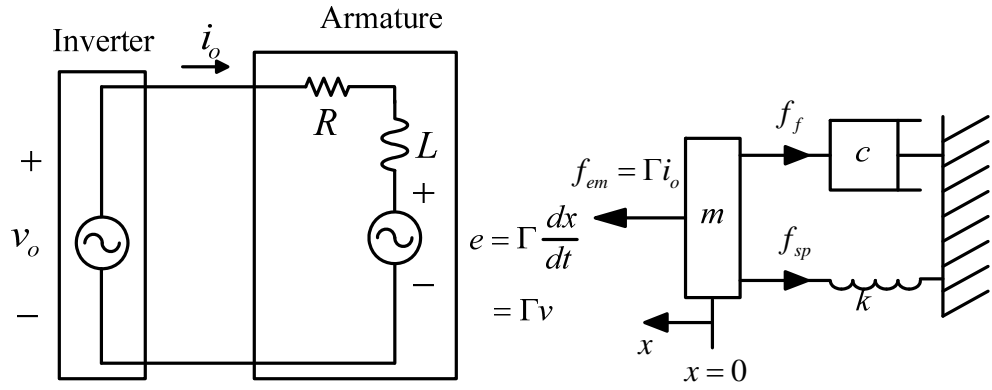 Armature
Inverter
i_o
R
L
+
+
v_o
−
−
e = Γ dx/dt
= Γv
f_em = Γi_o
m
f_f
c
f_sp
k
x
x = 0